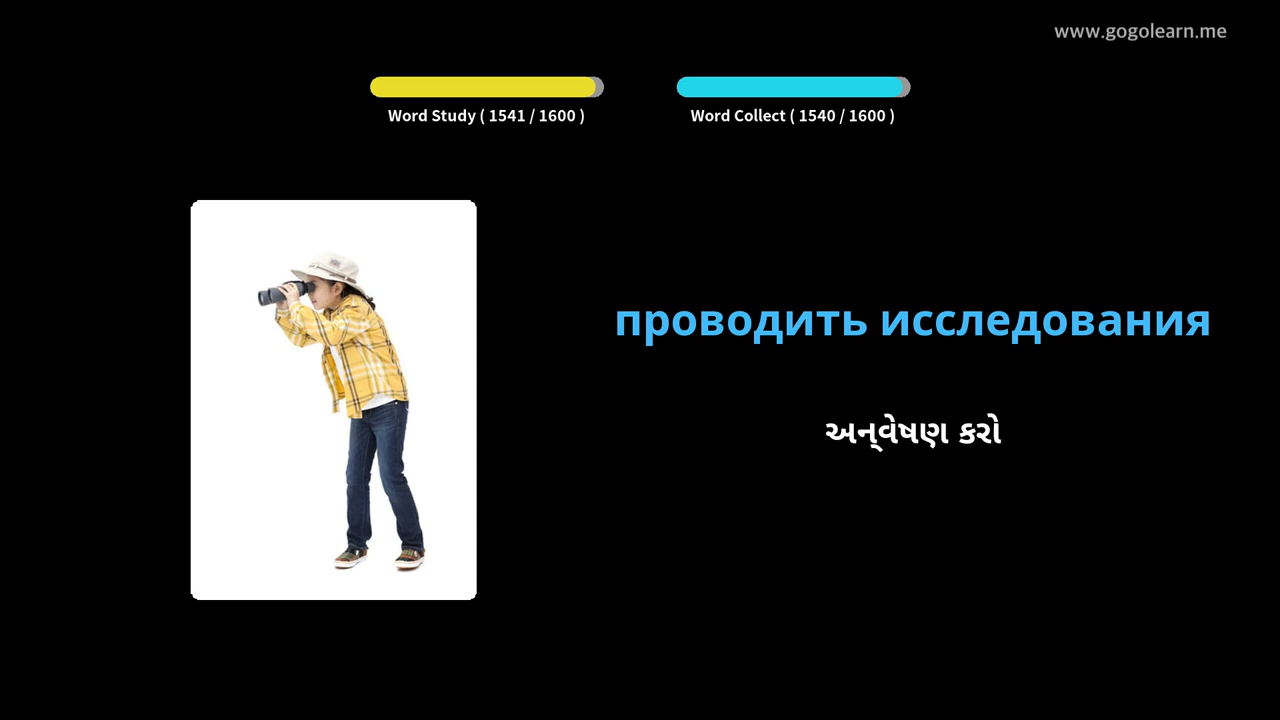 www.gogolearn.me
Word Study ( 1541 / 1600 )
Word Collect ( 1540 / 1600 )
проводить исследования
અન્વેષણ કરો